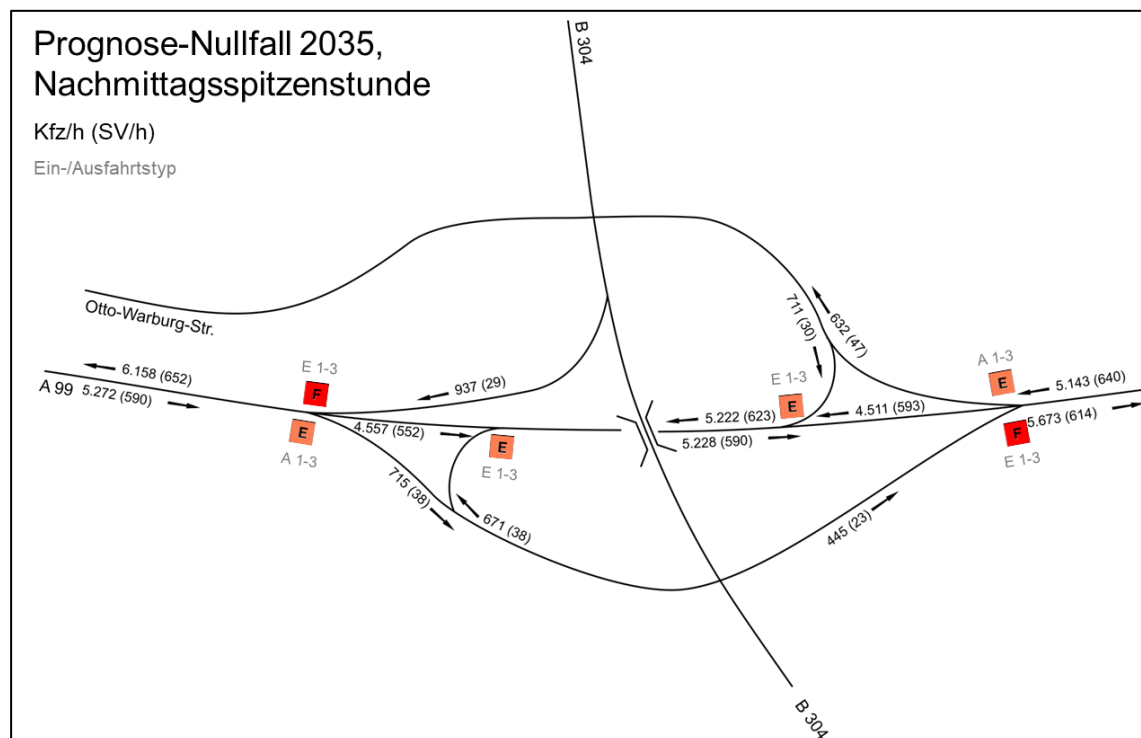 Prognose-Nullfall 2035,
Nachmittagsspitzenstunde
Kfz/h (SV/h)
Ein-/Ausfahrtstyp
B 304
Otto-Warburg-Str.
711 (30)
632 (47)
6.158 (652)
A 99
5.272 (590)
E 1-3
F
E
A 1-3
937 (29)
4.557 (552)
E
E 1-3
715 (38)
671 (38)
E 1-3
E
5.222 (623)
5.228 (590)
4.511 (593)
A 1-3
E
5.143 (640)
5.673 (614)
F
E 1-3
445 (23)
B 304